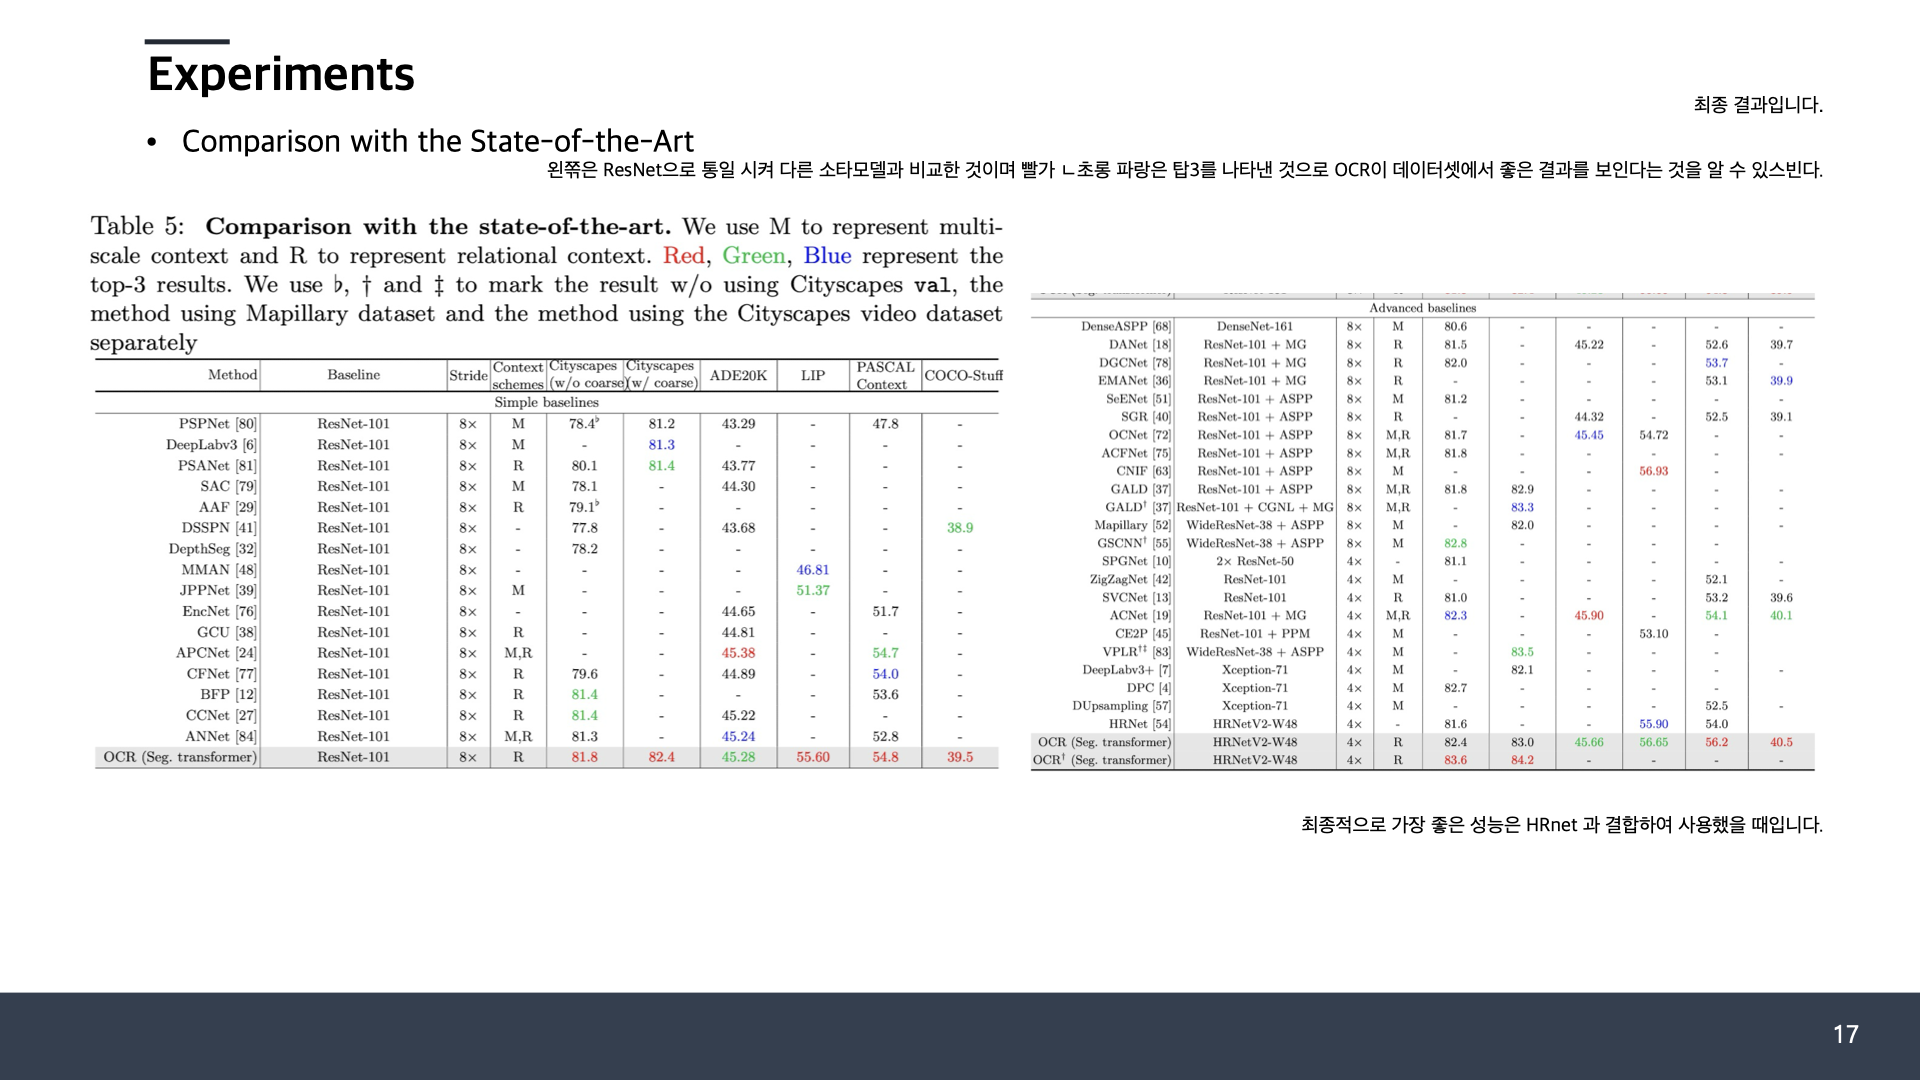 Experiments
최종 결과입니다.
• Comparison with the State-of-the-Art
왼쪾은 ResNet으로 통일 시켜 다른 소타모델과 비교한 것이며 빨가 ㄴ초롱 파랑은 탑3를 나타낸 것으로 OCR이 데이터셋에서 좋은 결과를 보인다는 것을 알 수 있스빈다.
Table 5: Comparison with the state-of-the-art. We use M to represent multi-
scale context and R to represent relational context. Red, Green, Blue represent the
top-3 results. We use ♭, † and ‡ to mark the result w/o using Cityscapes val, the
method using Mapillary dataset and the method using the Cityscapes video dataset
separately
Method Baseline Stride Context schemes Cityscapes (w/o coarse) Cityscapes (w/ coarse) ADE20K LIP PASCAL Context COCO-Stuff
Simple baselines
PSPNet [80] ResNet-101 8× M 78.4♭ 81.2 43.29 - 47.8 -
DeepLabv3 [6] ResNet-101 8× M - 81.3 - - - -
PSANet [81] ResNet-101 8× R 80.1 81.4 43.77 - - -
SAC [79] ResNet-101 8× M 78.1 - 44.30 - - -
AAF [29] ResNet-101 8× R 79.1♭ - - - - -
DSSPN [41] ResNet-101 8× - 77.8 - 43.68 - - 38.9
DepthSeg [32] ResNet-101 8× - 78.2 - - - - -
MMAN [48] ResNet-101 8× - - - - 46.81 - -
JPPNet [39] ResNet-101 8× M - - - 51.37 - -
EncNet [76] ResNet-101 8× - - - 44.65 - 51.7 -
GCU [38] ResNet-101 8× R - - 44.81 - - -
APCNet [24] ResNet-101 8× M,R - - 45.38 - 54.7 -
CFNet [77] ResNet-101 8× R 79.6 - 44.89 - 54.0 -
BFP [12] ResNet-101 8× R 81.4 - - - 53.6 -
CCNet [27] ResNet-101 8× R 81.4 - 45.22 - - -
ANNet [84] ResNet-101 8× M,R 81.3 - 45.24 - 52.8 -
OCR (Seg. transformer) ResNet-101 8× R 81.8 82.4 45.28 55.60 54.8 39.5
Advanced baselines
DenseASPP [68] DenseNet-161 8× M 80.6 - - - - -
DANet [18] ResNet-101 + MG 8× R 81.5 - 45.22 - 52.6 39.7
DGCNet [78] ResNet-101 + MG 8× R 82.0 - - - 53.7 -
EMANet [36] ResNet-101 + MG 8× R - - - - 53.1 39.9
SeENet [51] ResNet-101 + ASPP 8× M 81.2 - - - - -
SGR [40] ResNet-101 + ASPP 8× R - - 44.32 - 52.5 39.1
OCNet [72] ResNet-101 + ASPP 8× M,R 81.7 - 45.45 54.72 - -
ACFNet [75] ResNet-101 + ASPP 8× M,R 81.8 - - - - -
CNIF [63] ResNet-101 + ASPP 8× M - - - 56.93 -
GALD [37] ResNet-101 + ASPP 8× M,R 81.8 82.9 - - - -
GALD† [37] ResNet-101 + CGNL + MG 8× M,R - 83.3 - - - -
Mapillary [52] WideResNet-38 + ASPP 8× M - 82.0 - - - -
GSCNN† [55] WideResNet-38 + ASPP 8× M 82.8 - - - -
SPGNet [10] 2× ResNet-50 4× - 81.1 - - - - -
ZigZagNet [42] ResNet-101 4× M - - - - 52.1 -
SVCNet [13] ResNet-101 4× R 81.0 - - - 53.2 39.6
ACNet [19] ResNet-101 + MG 4× M,R 82.3 - 45.90 - 54.1 40.1
CE2P [45] ResNet-101 + PPM 4× M - - - 53.10 -
VPLR†‡ [83] WideResNet-38 + ASPP 4× M - 83.5 - - -
DeepLabv3+ [7] Xception-71 4× M - 82.1 - - - -
DPC [4] Xception-71 4× M 82.7 - - - -
DUpsampling [57] Xception-71 4× M - - - - 52.5 -
HRNet [54] HRNetV2-W48 4× - 81.6 - - 55.90 54.0
OCR (Seg. transformer) HRNetV2-W48 4× R 82.4 83.0 45.66 56.65 56.2 40.5
OCR† (Seg. transformer) HRNetV2-W48 4× R 83.6 84.2 - - - -
최종적으로 가장 좋은 성능은 HRnet 과 결합하여 사용했을 때입니다.
17